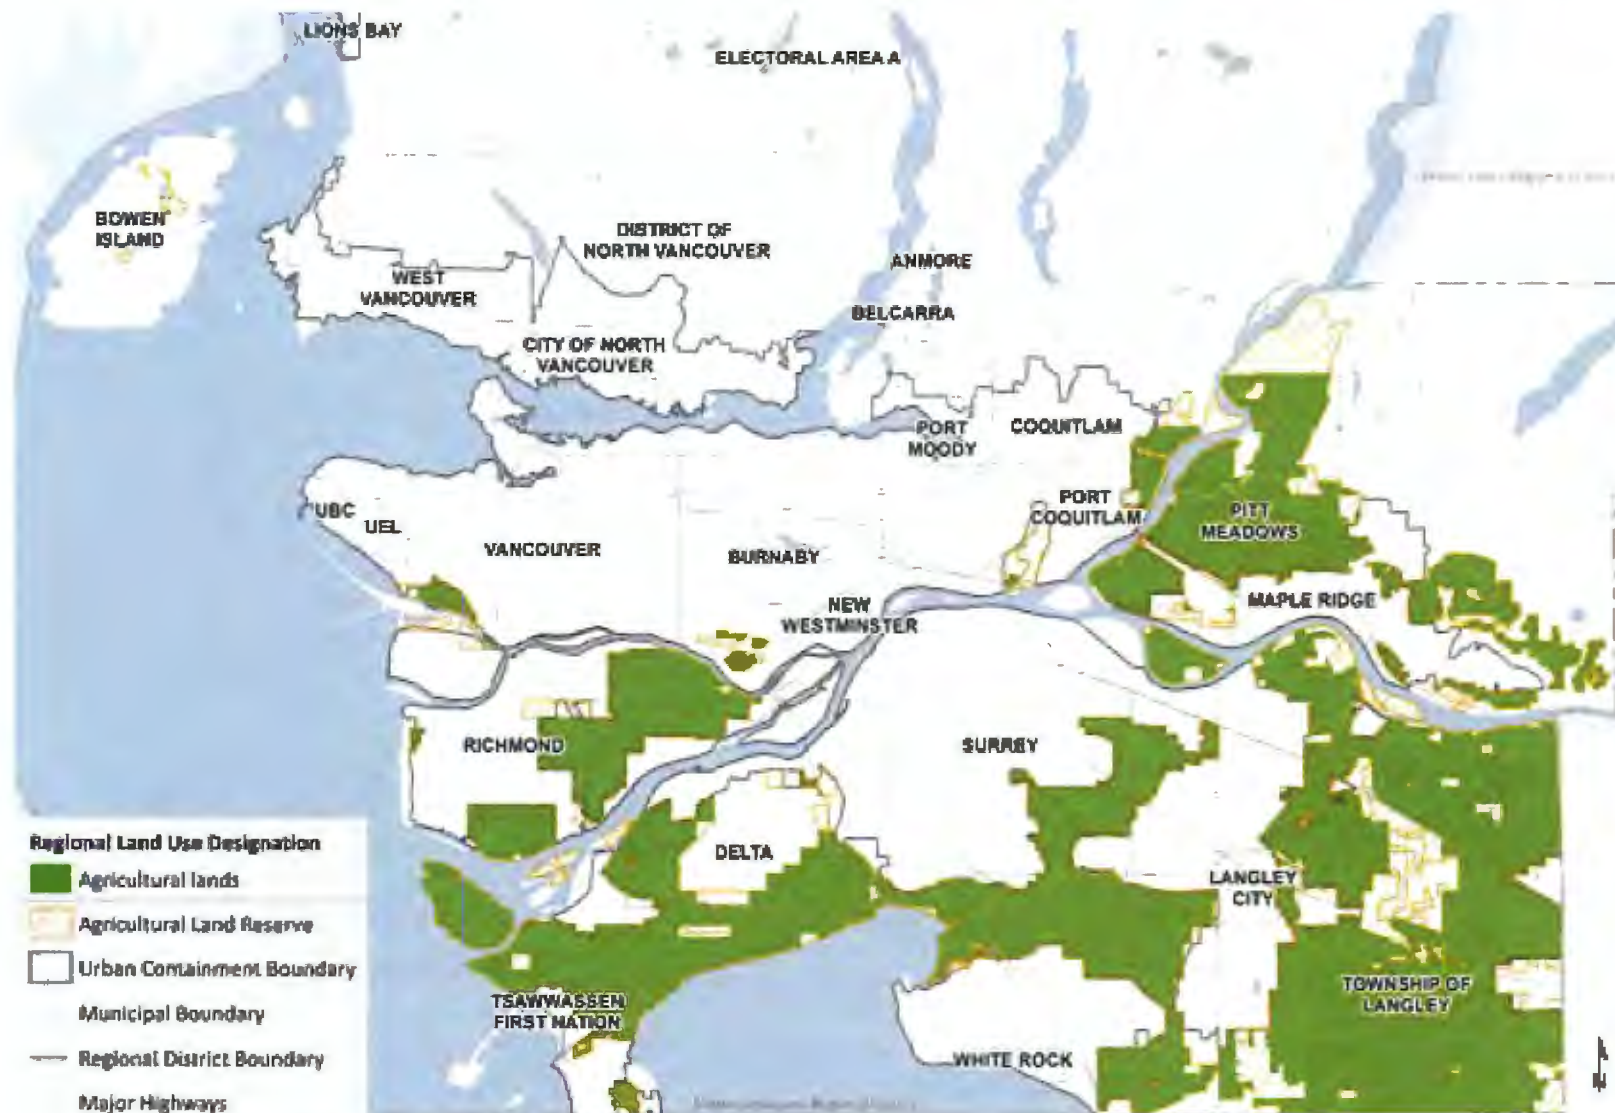 LIONS BAY
ELECTORAL AREA A
BOWEN
ISLAND
DISTRICT OF
NORTH VANCOUVER
ANMORE
WEST
VANCOUVER
BELCARRA
CITY OF NORTH
VANCOUVER
PORT
MOODY
COQUITLAM
PORT
COQUITLAM
PITT
MEADOWS
UBC
UEL
VANCOUVER
BURNABY
NEW
WESTMINSTER
MAPLE RIDGE
RICHMOND
SURREY
DELTA
LANGLEY
CITY
TSAWWASSEN
FIRST NATION
TOWNSHIP OF
LANGLEY
WHITE ROCK
Regional Land Use Designation
Agricultural lands
Agricultural Land Reserve
Urban Containment Boundary
Municipal Boundary
Regional District Boundary
Major Highways